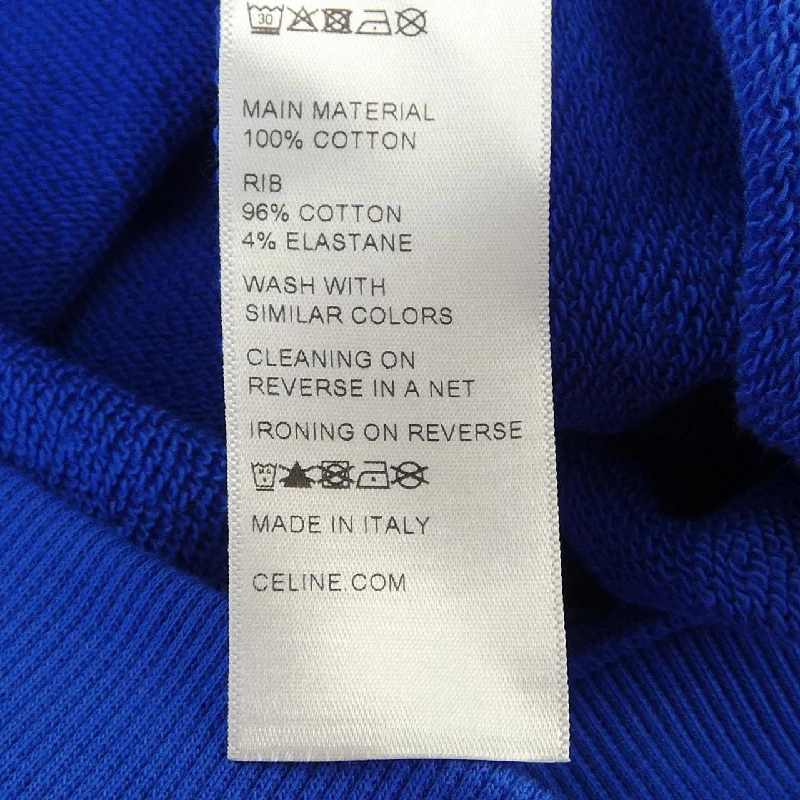 30
MAIN MATERIAL
100% COTTON
RIB
96% COTTON
4% ELASTANE
WASH WITH
SIMILAR COLORS
CLEANING ON
REVERSE IN A NET
IRONING ON REVERSE
MADE IN ITALY
CELINE.COM